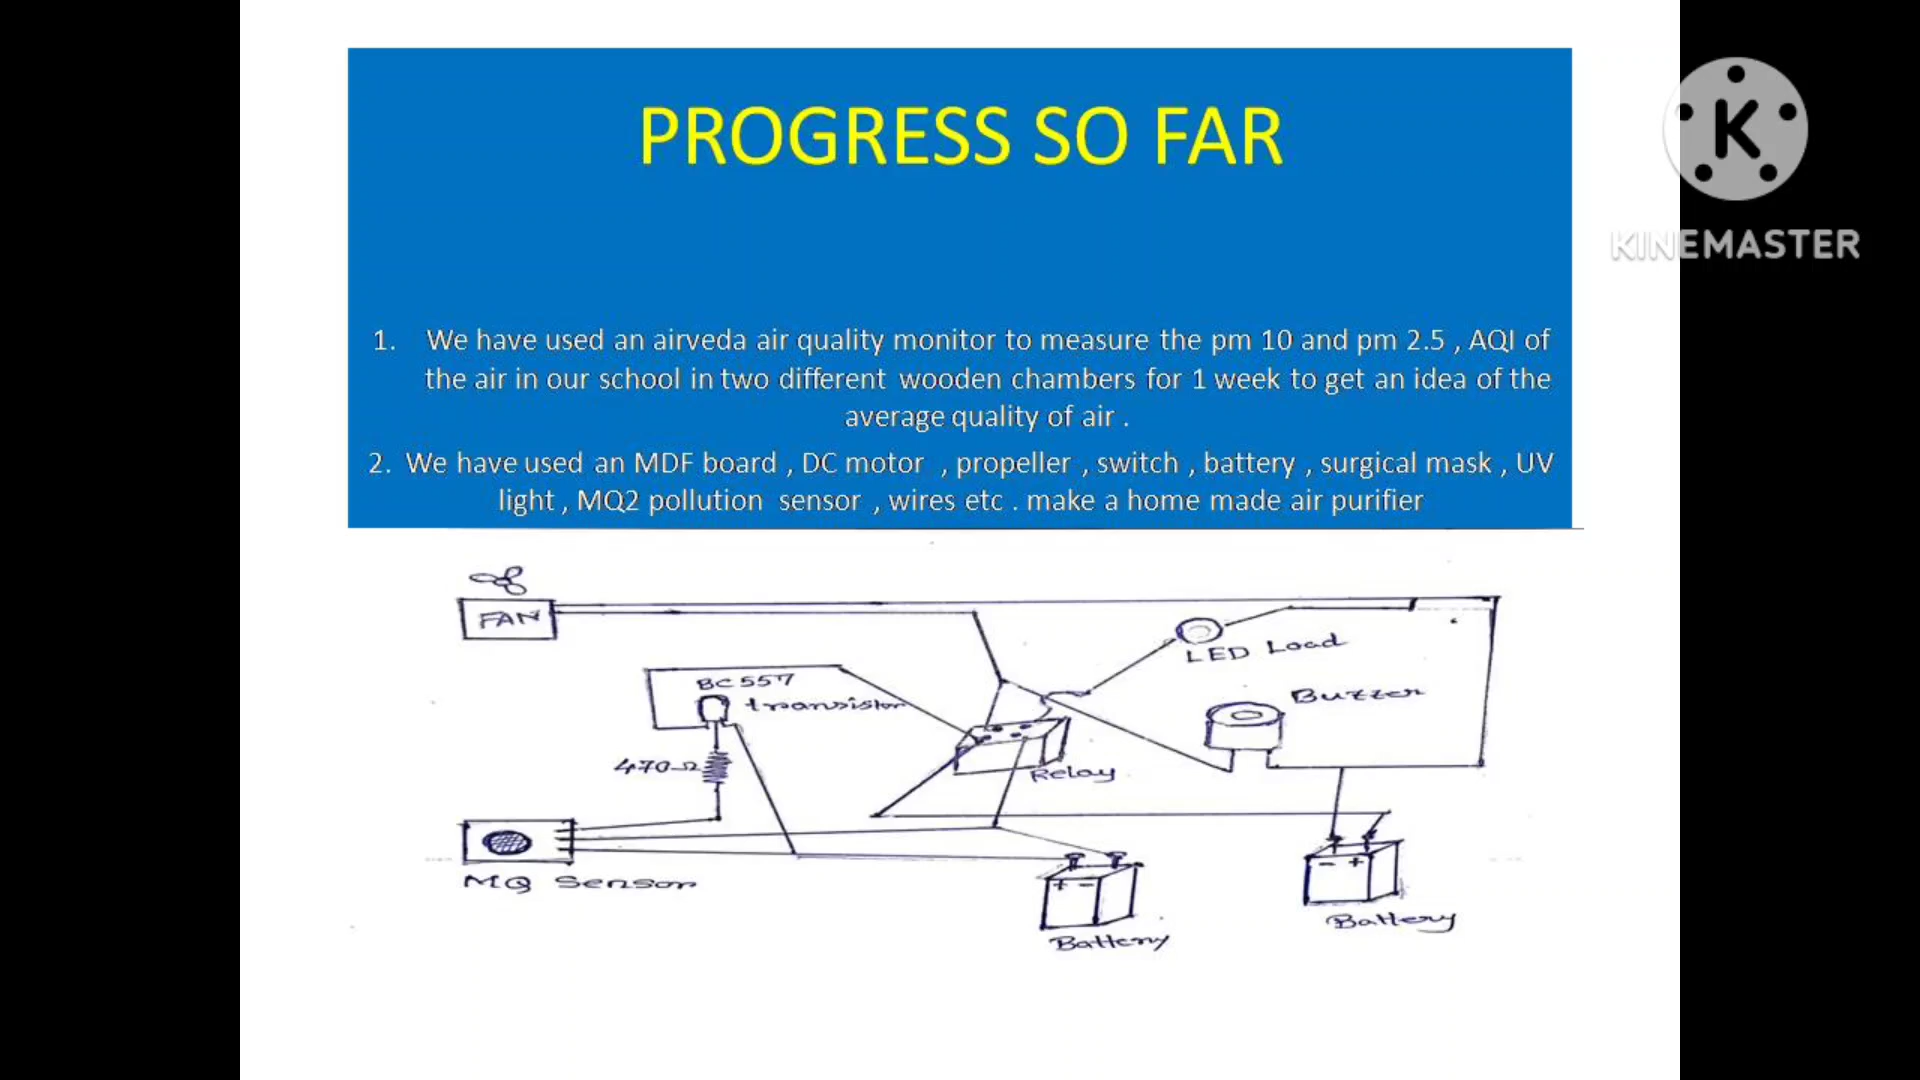 PROGRESS SO FAR
K
KINEMASTER
1. We have used an airveda air quality monitor to measure the pm 10 and pm 2.5 , AQI of
the air in our school in two different wooden chambers for 1 week to get an idea of the
average quality of air .
2. We have used an MDF board , DC motor , propeller , switch , battery , surgical mask , UV
light , MQ2 pollution sensor , wires etc . make a home made air purifier
FAN
LED Load
BC557
transistor
Buzzer
470Ω
Relay
MQ Sensor
+ -
Battery
- +
Battery